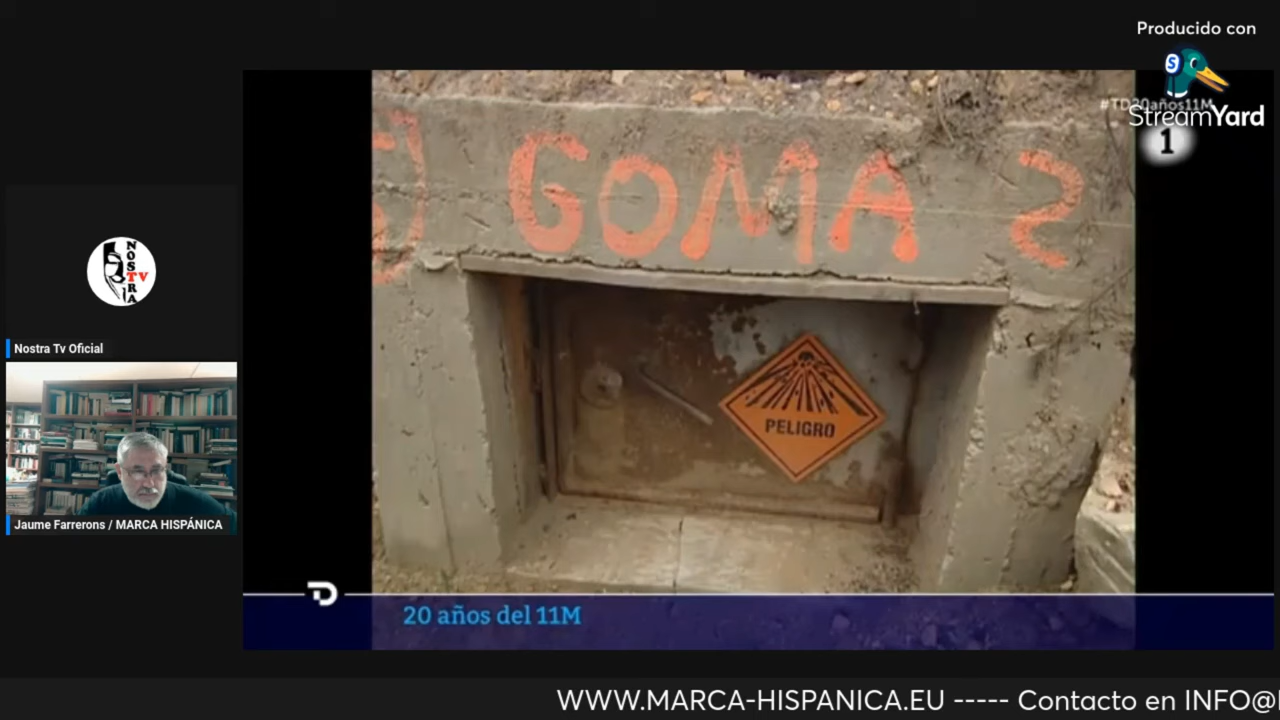 Producido con
S
#TD20años11M
StreamYard
1
GOMA 2
PELIGRO
NOSTRA
TV
Nostra Tv Oficial
Jaume Farrerons / MARCA HISPÁNICA
20 años del 11M
WWW.MARCA-HISPANICA.EU ----- Contacto en INFO@